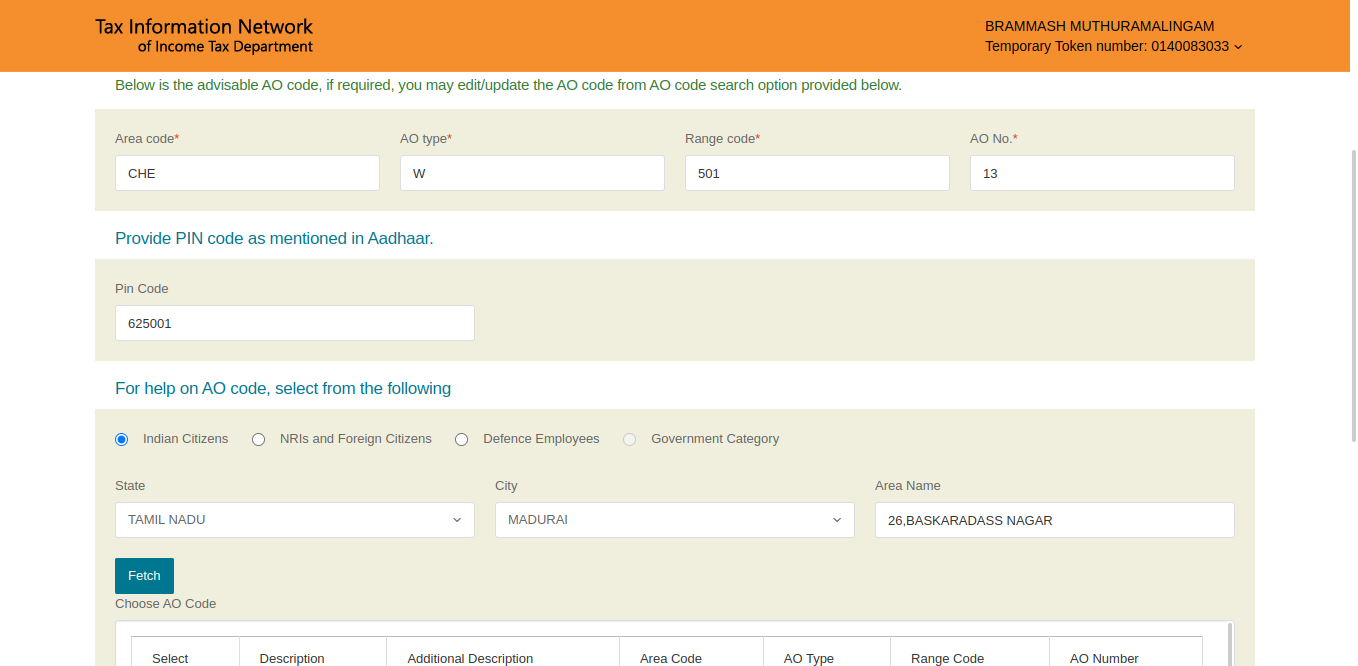 Tax Information Network
of Income Tax Department
BRAMMASH MUTHURAMALINGAM
Temporary Token number: 0140083033
Below is the advisable AO code, if required, you may edit/update the AO code from AO code search option provided below.
Area code* AO type* Range code* AO No.*
CHE W 501 13
Provide PIN code as mentioned in Aadhaar.
Pin Code
625001
For help on AO code, select from the following
Indian Citizens NRIs and Foreign Citizens Defence Employees Government Category
State City Area Name
TAMIL NADU MADURAI 26,BASKARADASS NAGAR
Fetch
Choose AO Code
Select Description Additional Description Area Code AO Type Range Code AO Number